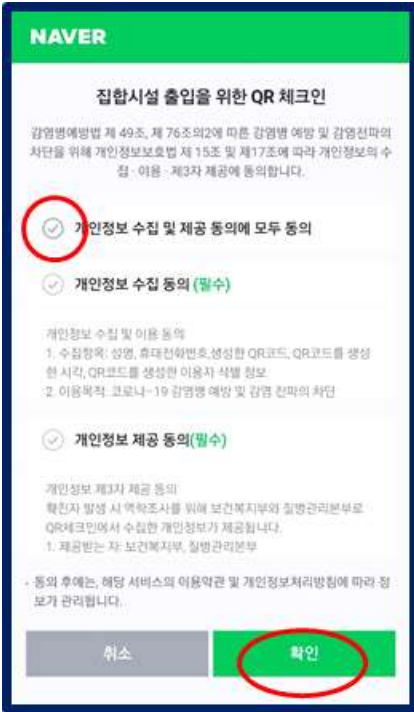 NAVER
집합시설 출입을 위한 QR 체크인
감염병예방법 제 49조, 제 76조의2에 따른 감염병 예방 및 감염전파의
차단을 위해 개인정보보호법 제 15조 및 제17조에 따라 개인정보의 수
집 · 이용 · 제3자 제공에 동의합니다.
개인정보 수집 및 제공 동의에 모두 동의
개인정보 수집 동의 (필수)
개인정보 수집 및 이용 동의
1. 수집항목: 성명, 휴대전화번호,생성한 QR코드, QR코드를 생성
한 시각, QR코드를 생성한 이용자 식별 정보
2. 이용목적: 코로나-19 감염병 예방 및 감염 전파의 차단
개인정보 제공 동의(필수)
개인정보 제3자 제공 동의
확진자 발생 시 역학조사를 위해 보건복지부와 질병관리본부로
QR체크인에서 수집한 개인정보가 제공됩니다.
1. 제공받는 자: 보건복지부, 질병관리본부
- 동의 후에는, 해당 서비스의 이용약관 및 개인정보처리방침에 따라 정
보가 관리됩니다.
취소
확인